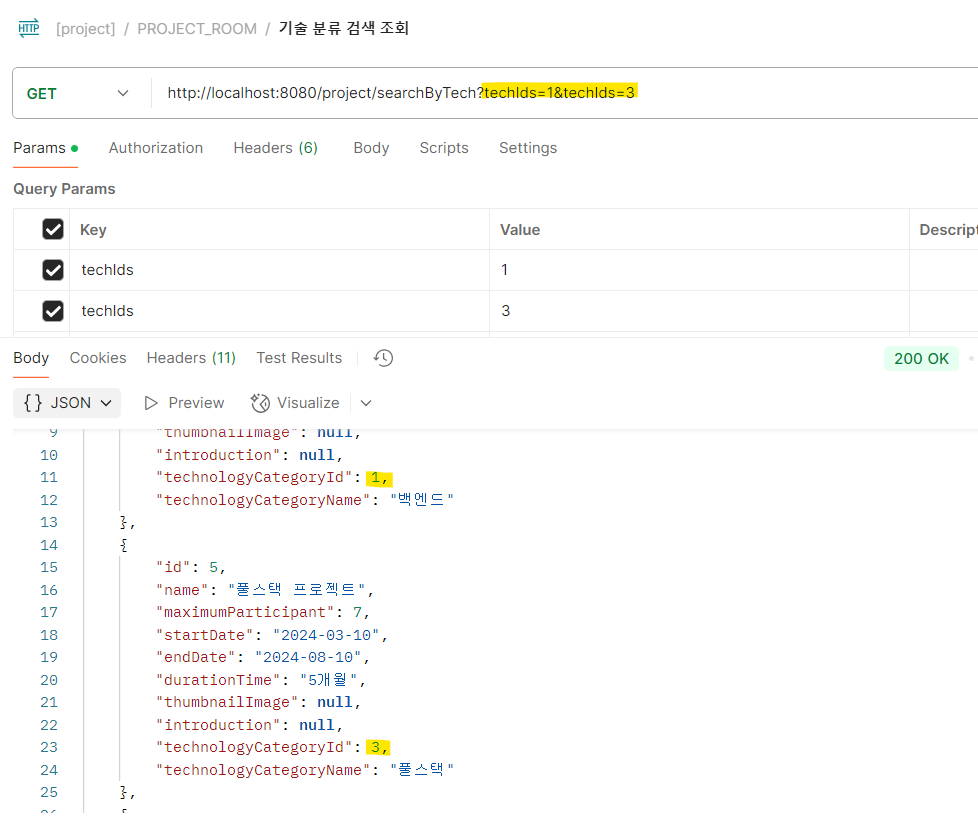 HTTP [project] / PROJECT_ROOM / 기술 분류 검색 조회
GET http://localhost:8080/project/searchByTech?techIds=1&techIds=3
Params Authorization Headers (6) Body Scripts Settings
Query Params
Key Value Descript
techIds 1
techIds 3
Body Cookies Headers (11) Test Results 200 OK
{} JSON Preview Visualize
9 "thumbnailImage": null,
10 "introduction": null,
11 "technologyCategoryId": 1,
12 "technologyCategoryName": "백엔드"
13 },
14 {
15 "id": 5,
16 "name": "풀스택 프로젝트",
17 "maximumParticipant": 7,
18 "startDate": "2024-03-10",
19 "endDate": "2024-08-10",
20 "durationTime": "5개월",
21 "thumbnailImage": null,
22 "introduction": null,
23 "technologyCategoryId": 3,
24 "technologyCategoryName": "풀스택"
25 },